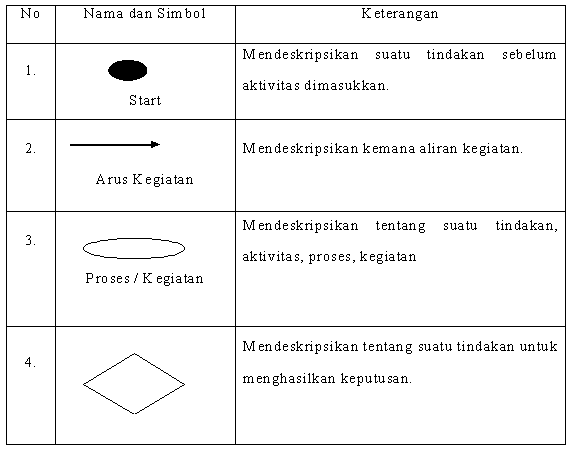 No Nama dan Simbol Keterangan
1.
Start
Mendeskripsikan suatu tindakan sebelum
aktivitas dimasukkan.
2.
Arus Kegiatan
Mendeskripsikan kemana aliran kegiatan.
3.
Proses / Kegiatan
Mendeskripsikan tentang suatu tindakan,
aktivitas, proses, kegiatan
4.
Mendeskripsikan tentang suatu tindakan untuk
menghasilkan keputusan.